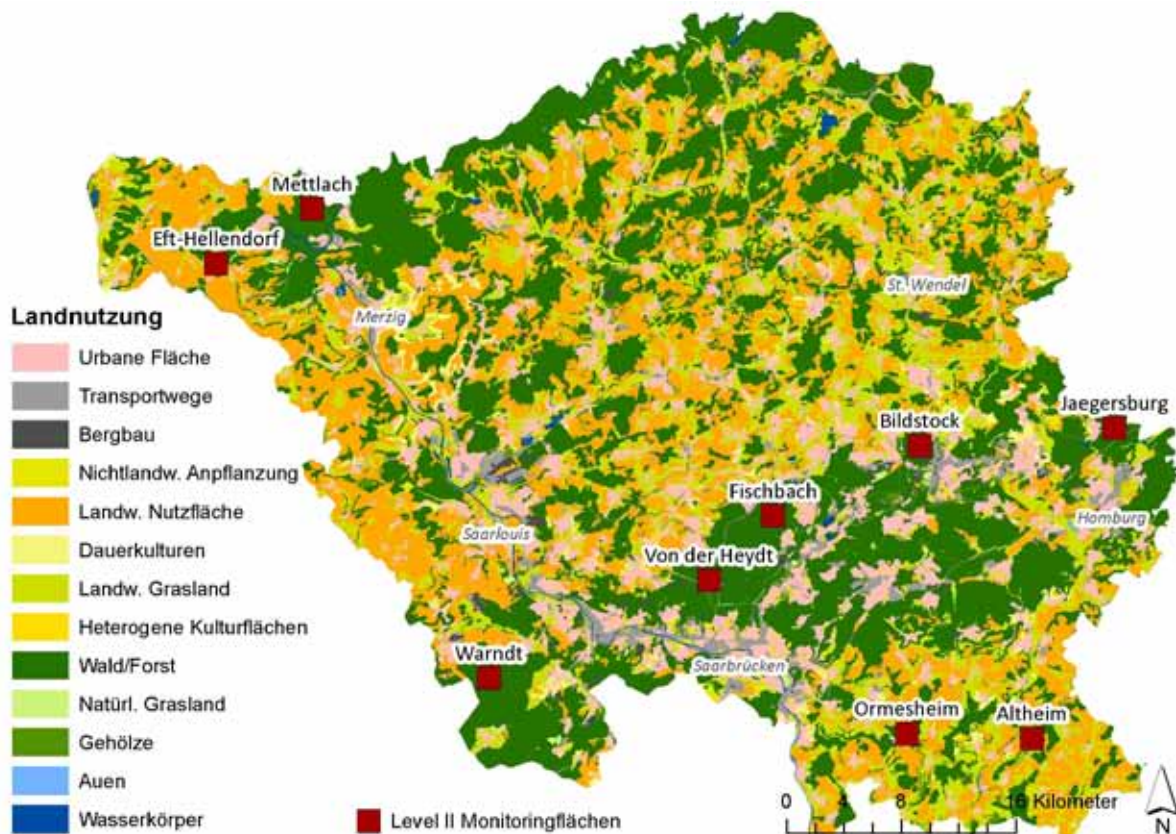 Mettlach
Eft-Hellendorf
Merzig
St. Wendel
Jaegersburg
Bildstock
Fischbach
Homburg
Saarlouis
Von der Heydt
Warndt
Saarbrücken
Ormesheim
Altheim
Landnutzung
Urbane Fläche
Transportwege
Bergbau
Nichtlandw. Anpflanzung
Landw. Nutzfläche
Dauerkulturen
Landw. Grasland
Heterogene Kulturflächen
Wald/Forst
Natürl. Grasland
Gehölze
Auen
Wasserkörper
Level II Monitoringflächen
0 4 8 16 Kilometer
N